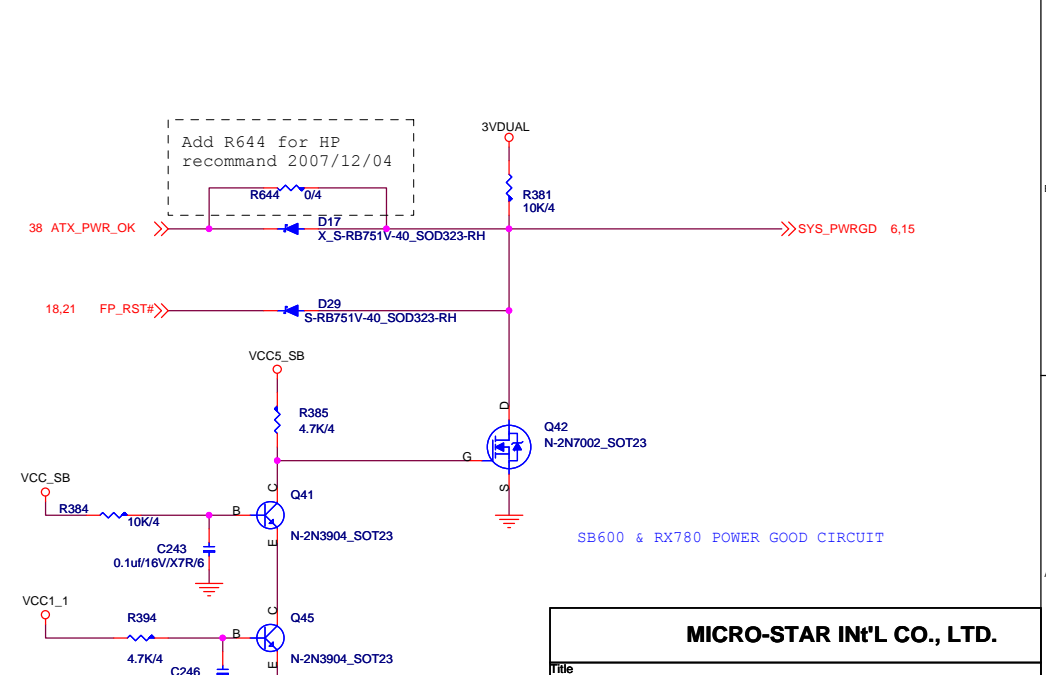 3VDUAL
Add R644 for HP
recommand 2007/12/04
R644 0/4
R381
10K/4
38 ATX_PWR_OK
D17
X_S-RB751V-40_SOD323-RH
SYS_PWRGD 6,15
18,21 FP_RST#
D29
S-RB751V-40_SOD323-RH
VCC5_SB
R385
4.7K/4
D
Q42
N-2N7002_SOT23
G
S
VCC_SB
R384
10K/4
B
C
Q41
N-2N3904_SOT23
E
C243
0.1uf/16V/X7R/6
SB600 & RX780 POWER GOOD CIRCUIT
VCC1_1
R394
4.7K/4
B
C
Q45
N-2N3904_SOT23
E
C246
MICRO-STAR INt'L CO., LTD.
Title